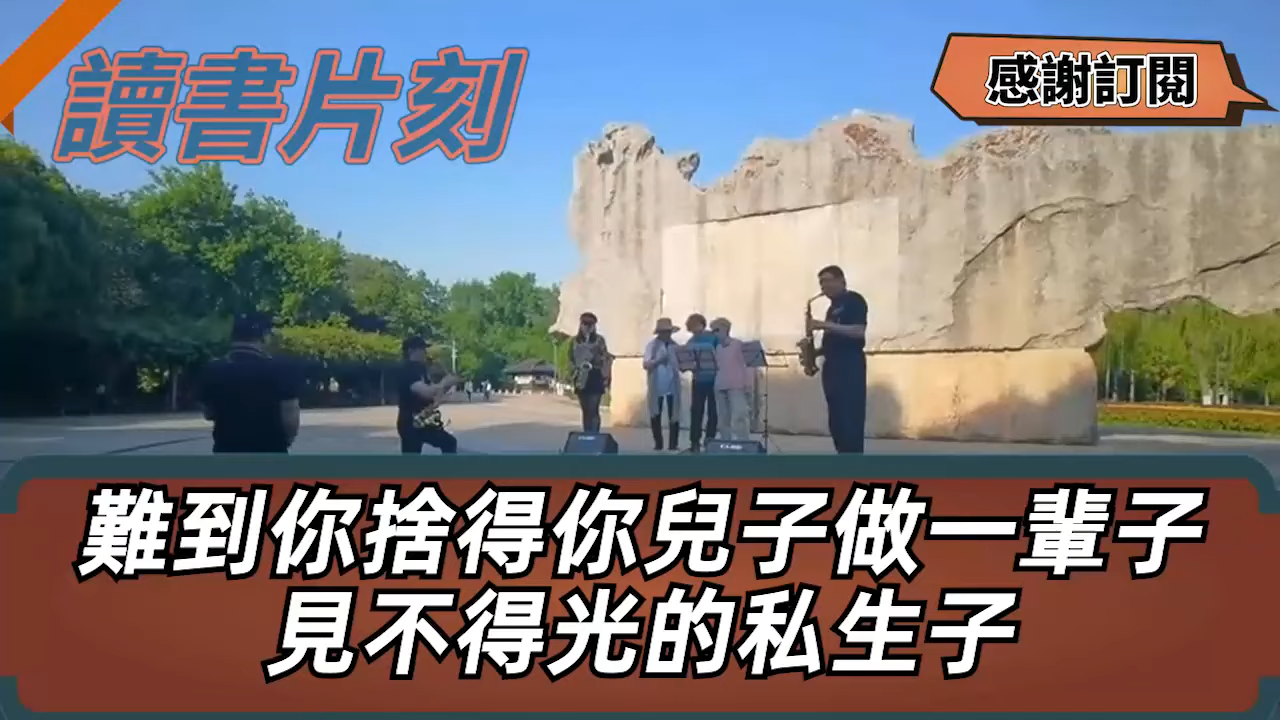 讀書片刻
感謝訂閱
難到你捨得你兒子做一輩子
見不得光的私生子